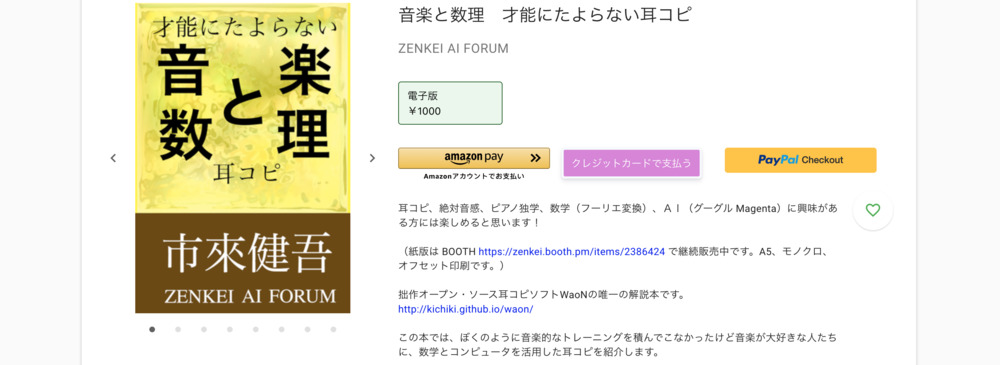 才能にたよらない
音楽
と
数理
耳コピ
市來健吾
ZENKEI AI FORUM
音楽と数理　才能にたよらない耳コピ
ZENKEI AI FORUM
電子版
￥1000
amazon pay
Amazonアカウントでお支払い
クレジットカードで支払う
PayPal Checkout
耳コピ、絶対音感、ピアノ独学、数学（フーリエ変換）、ＡＩ（グーグル Magenta）に興味があ
る方には楽しめると思います！
（紙版は BOOTH https://zenkei.booth.pm/items/2386424 で継続販売中です。A5、モノクロ、
オフセット印刷です。）
拙作オープン・ソース耳コピソフトWaoNの唯一の解説本です。
http://kichiki.github.io/waon/
この本では、ぼくのように音楽的なトレーニングを積んでこなかったけど音楽が大好きな人たち
に、数学とコンピュータを活用した耳コピを紹介します。